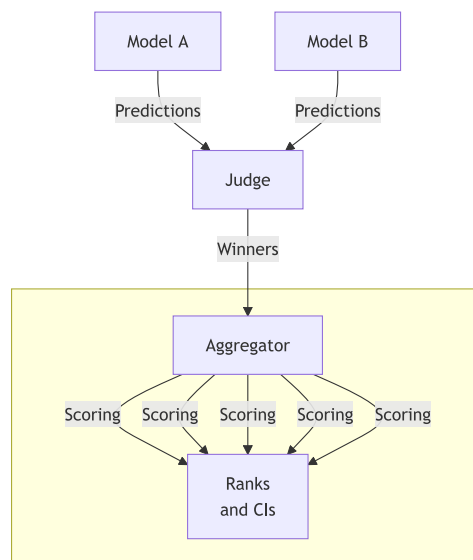 Model A
Model B
Predictions
Predictions
Judge
Winners
Aggregator
Scoring
Scoring
Scoring
Scoring
Scoring
Ranks
and CIs